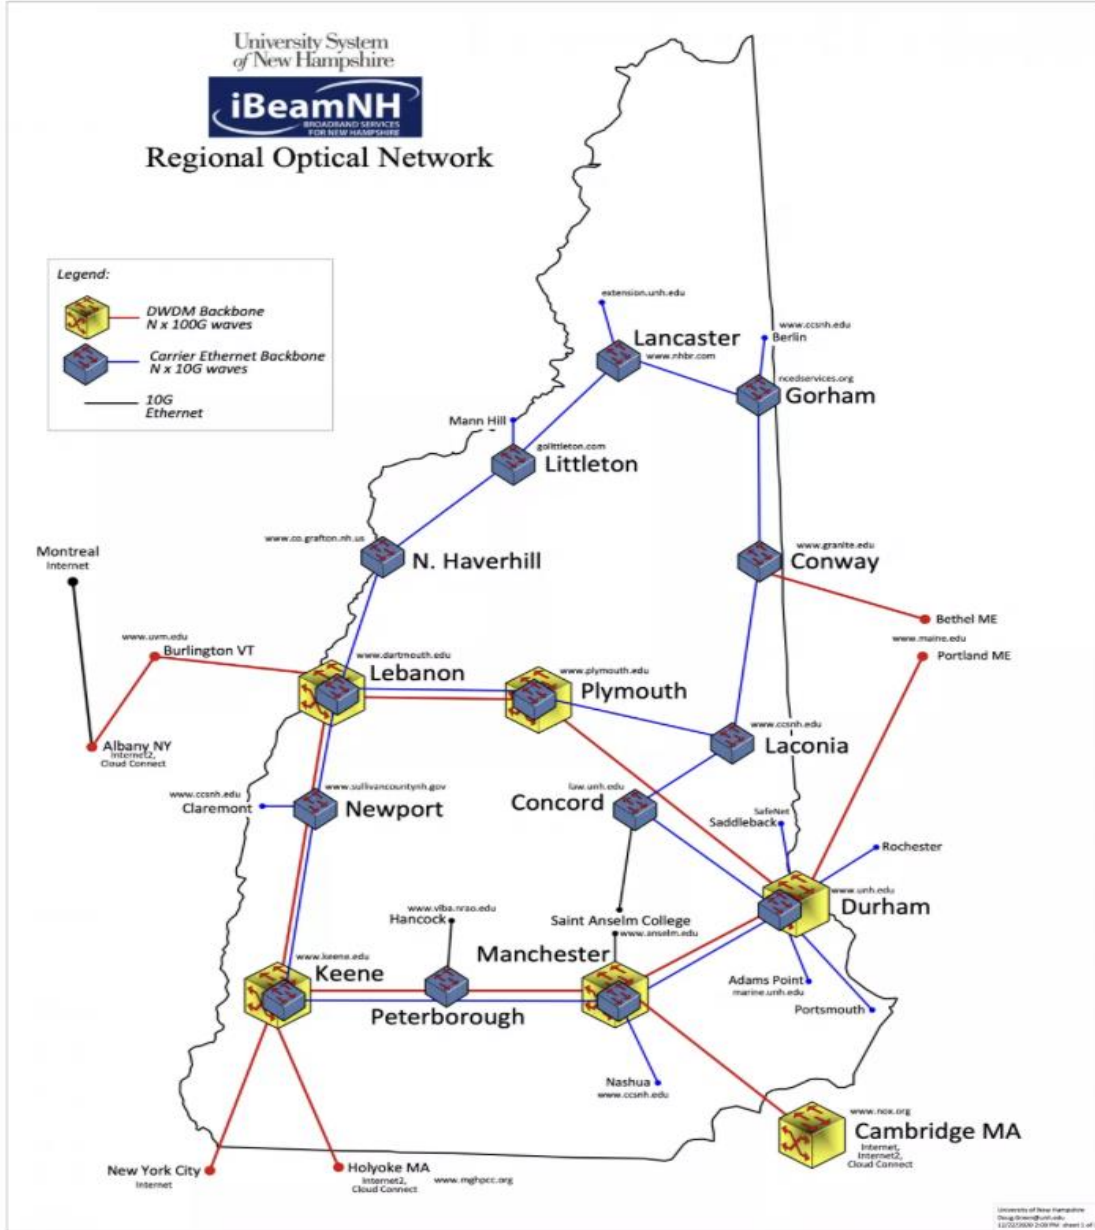 University System
of New Hampshire
iBeamNH
BROADBAND SERVICES
FOR NEW HAMPSHIRE
Regional Optical Network
Legend:
DWDM Backbone
N x 100G waves
Carrier Ethernet Backbone
N x 10G waves
10G
Ethernet
extension.unh.edu
Lancaster
www.nhbr.com
www.ccsnh.edu
Berlin
ncedservices.org
Gorham
Mann Hill
golittleton.com
Littleton
www.co.grafton.nh.us
N. Haverhill
www.granite.edu
Conway
Montreal
Internet
Bethel ME
www.maine.edu
Portland ME
www.uvm.edu
Burlington VT
www.dartmouth.edu
Lebanon
www.plymouth.edu
Plymouth
Albany NY
Internet2,
Cloud Connect
www.ccsnh.edu
Laconia
www.ccsnh.edu
Claremont
www.sullivancountynh.gov
Newport
law.unh.edu
Concord
SafeNet
Saddleback
Rochester
www.unh.edu
Durham
www.vlba.nrao.edu
Hancock
Saint Anselm College
www.anselm.edu
Manchester
www.keene.edu
Keene
Peterborough
Adams Point
marine.unh.edu
Portsmouth
Nashua
www.ccsnh.edu
www.nox.org
Cambridge MA
Internet,
Internet2,
Cloud Connect
New York City
Internet
Holyoke MA
Internet2,
Cloud Connect
www.mghpcc.org
University of New Hampshire